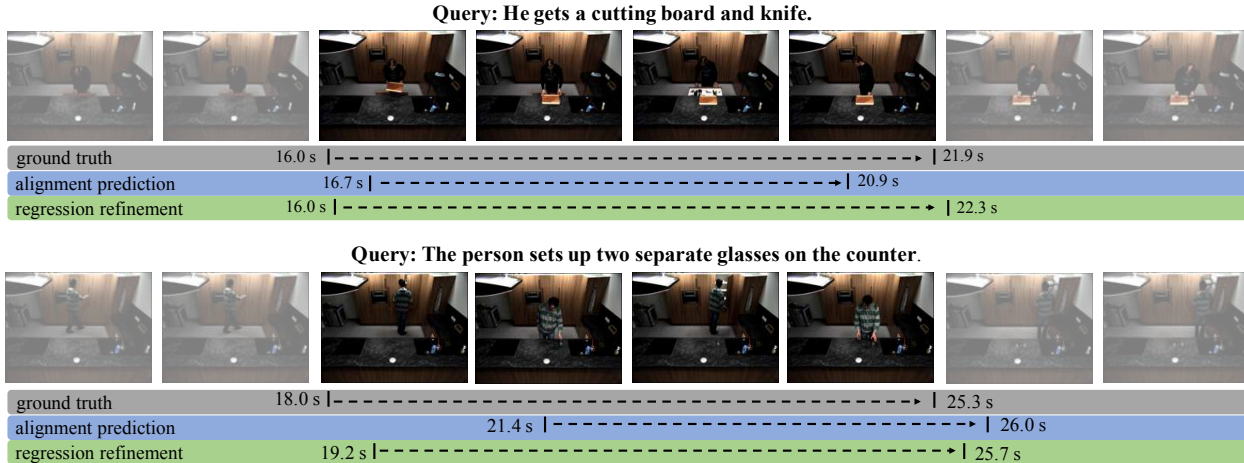 Query: He gets a cutting board and knife.
ground truth 16.0 s 21.9 s
alignment prediction 16.7 s 20.9 s
regression refinement 16.0 s 22.3 s
Query: The person sets up two separate glasses on the counter.
ground truth 18.0 s 25.3 s
alignment prediction 21.4 s 26.0 s
regression refinement 19.2 s 25.7 s